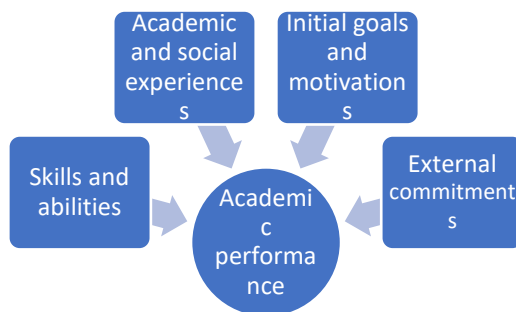 Academic
and social
experience
s
Initial goals
and
motivation
s
Skills and
abilities
External
commitment
s
Academi
c
performa
nce